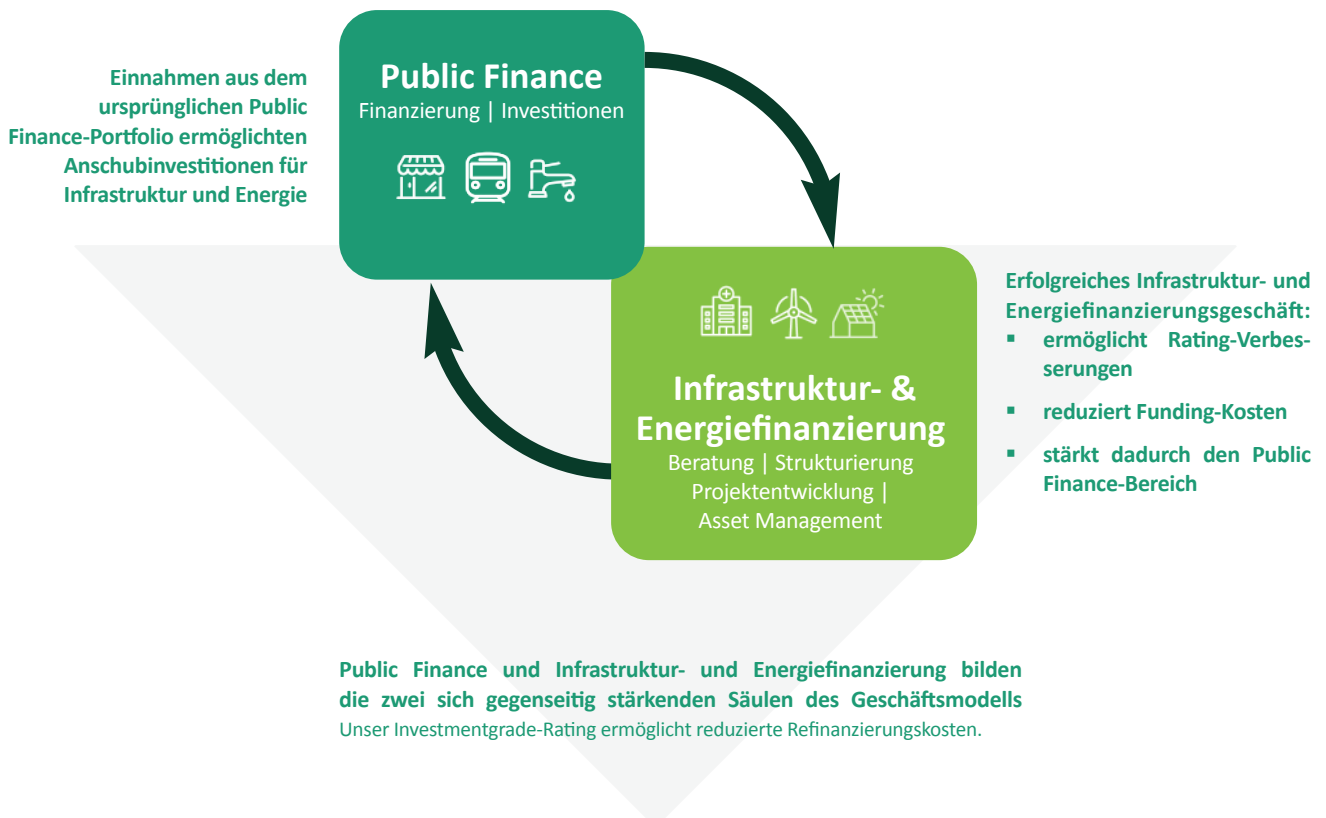 Einnahmen aus dem
ursprünglichen Public
Finance-Portfolio ermöglichten
Anschubinvestitionen für
Infrastruktur und Energie
Public Finance
Finanzierung | Investitionen
Infrastruktur- &
Energiefinanzierung
Beratung | Strukturierung
Projektentwicklung |
Asset Management
Erfolgreiches Infrastruktur- und
Energiefinanzierungsgeschäft:
▪ ermöglicht Rating-Verbes-
serungen
▪ reduziert Funding-Kosten
▪ stärkt dadurch den Public
Finance-Bereich
Public Finance und Infrastruktur- und Energiefinanzierung bilden
die zwei sich gegenseitig stärkenden Säulen des Geschäftsmodells
Unser Investmentgrade-Rating ermöglicht reduzierte Refinanzierungskosten.